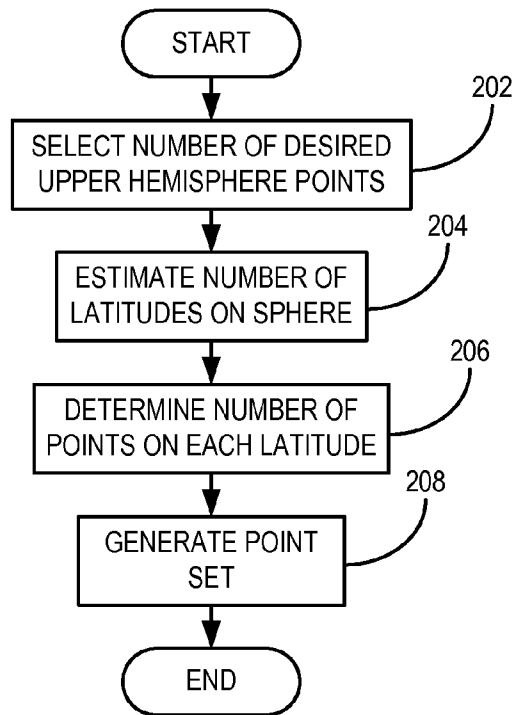 START
202
SELECT NUMBER OF DESIRED
UPPER HEMISPHERE POINTS
204
ESTIMATE NUMBER OF
LATITUDES ON SPHERE
206
DETERMINE NUMBER OF
POINTS ON EACH LATITUDE
208
GENERATE POINT
SET
END